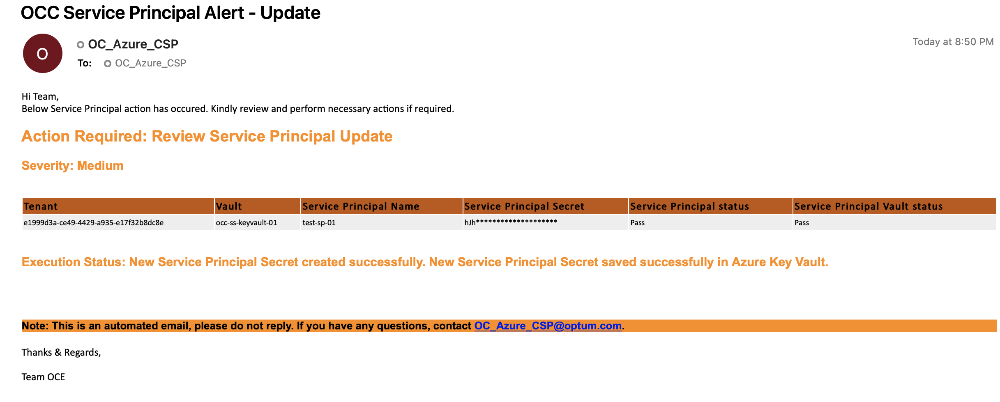 OCC Service Principal Alert - Update
O
OC_Azure_CSP
Today at 8:50 PM
To: OC_Azure_CSP
Hi Team,
Below Service Principal action has occured. Kindly review and perform necessary actions if required.
Action Required: Review Service Principal Update
Severity: Medium
Tenant Vault Service Principal Name Service Principal Secret Service Principal status Service Principal Vault status
e1999d3a-ce49-4429-a935-e17f32b8dc8e occ-ss-keyvault-01 test-sp-01 hJh******************** Pass Pass
Execution Status: New Service Principal Secret created successfully. New Service Principal Secret saved successfully in Azure Key Vault.
Note: This is an automated email, please do not reply. If you have any questions, contact OC_Azure_CSP@optum.com.
Thanks & Regards,
Team OCE